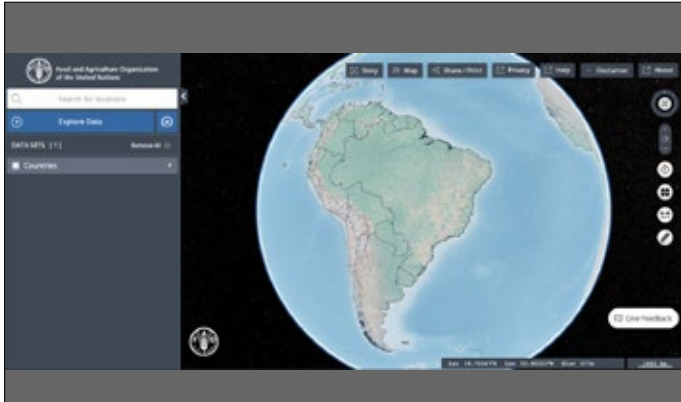 Food and Agriculture Organization
of the United Nations
Search for locations
Explore Data
DATA SETS [1] Remove All
Countries
Story Map Share / Print Privacy Help Disclaimer About
Give Feedback